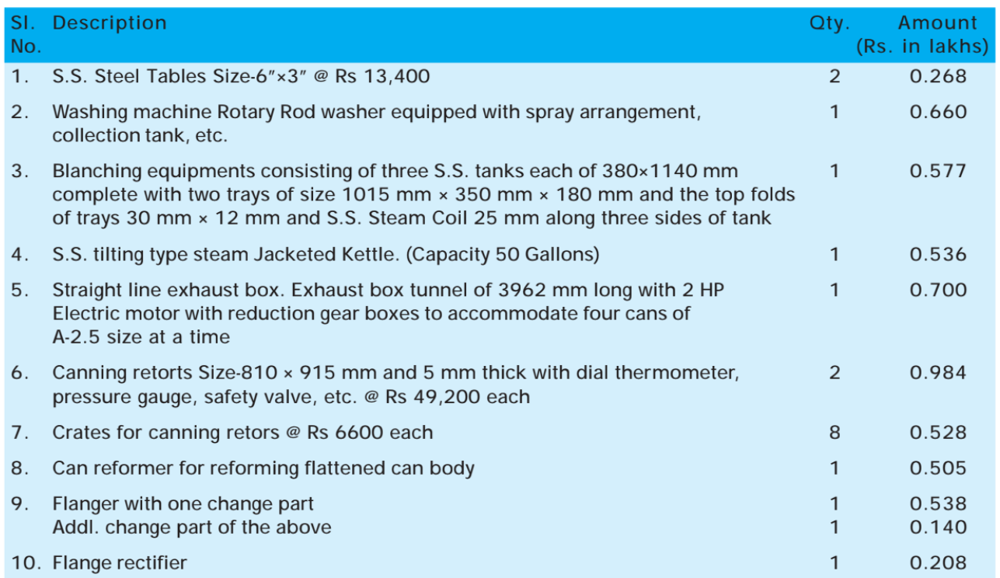 Sl. Description Qty. Amount
No. (Rs. in lakhs)
1. S.S. Steel Tables Size-6″×3″ @ Rs 13,400 2 0.268
2. Washing machine Rotary Rod washer equipped with spray arrangement, 1 0.660
collection tank, etc.
3. Blanching equipments consisting of three S.S. tanks each of 380×1140 mm 1 0.577
complete with two trays of size 1015 mm × 350 mm × 180 mm and the top folds
of trays 30 mm × 12 mm and S.S. Steam Coil 25 mm along three sides of tank
4. S.S. tilting type steam Jacketed Kettle. (Capacity 50 Gallons) 1 0.536
5. Straight line exhaust box. Exhaust box tunnel of 3962 mm long with 2 HP 1 0.700
Electric motor with reduction gear boxes to accommodate four cans of
A-2.5 size at a time
6. Canning retorts Size-810 × 915 mm and 5 mm thick with dial thermometer, 2 0.984
pressure gauge, safety valve, etc. @ Rs 49,200 each
7. Crates for canning retors @ Rs 6600 each 8 0.528
8. Can reformer for reforming flattened can body 1 0.505
9. Flanger with one change part 1 0.538
Addl. change part of the above 1 0.140
10. Flange rectifier 1 0.208